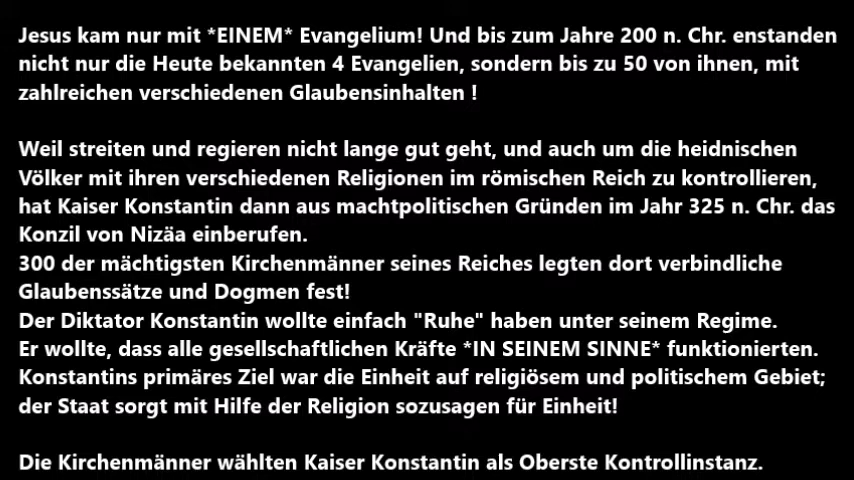 Jesus kam nur mit *EINEM* Evangelium! Und bis zum Jahre 200 n. Chr. enstanden
nicht nur die Heute bekannten 4 Evangelien, sondern bis zu 50 von ihnen, mit
zahlreichen verschiedenen Glaubensinhalten !
Weil streiten und regieren nicht lange gut geht, und auch um die heidnischen
Völker mit ihren verschiedenen Religionen im römischen Reich zu kontrollieren,
hat Kaiser Konstantin dann aus machtpolitischen Gründen im Jahr 325 n. Chr. das
Konzil von Nizäa einberufen.
300 der mächtigsten Kirchenmänner seines Reiches legten dort verbindliche
Glaubenssätze und Dogmen fest!
Der Diktator Konstantin wollte einfach "Ruhe" haben unter seinem Regime.
Er wollte, dass alle gesellschaftlichen Kräfte *IN SEINEM SINNE* funktionierten.
Konstantins primäres Ziel war die Einheit auf religiösem und politischem Gebiet;
der Staat sorgt mit Hilfe der Religion sozusagen für Einheit!
Die Kirchenmänner wählten Kaiser Konstantin als Oberste Kontrollinstanz.